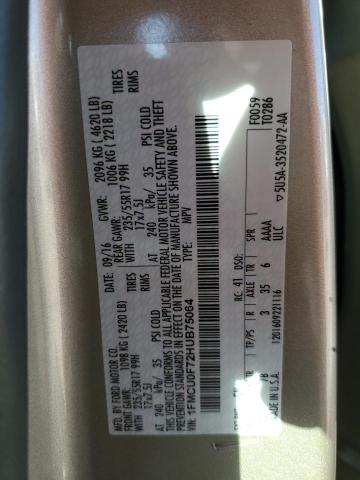 MFD. BY FORD MOTOR CO.
DATE: 09/16 GVWR: 2096 KG (4620 LB)
FRONT GAWR: 1098 KG (2420 LB) REAR GAWR: 1006 KG (2218 LB)
WITH 235/55R17 99H TIRES WITH 235/55R17 99H TIRES
17x7.5J RIMS 17x7.5J RIMS
AT 240 kPa/ 35 PSI COLD AT 240 kPa/ 35 PSI COLD
THIS VEHICLE CONFORMS TO ALL APPLICABLE FEDERAL MOTOR VEHICLE SAFETY AND THEFT
PREVENTION STANDARDS IN EFFECT ON THE DATE OF MANUFACTURE SHOWN ABOVE.
VIN: 1FMCU0F72HUB75064 TYPE: MPV
F0059
T0286
RC: 41 DSO:
TP/PS R AXLE TR SPR
3 35 6 AAAA
ULL
1201609221116
▽5U5A-3520472-AA
MADE IN U.S.A.